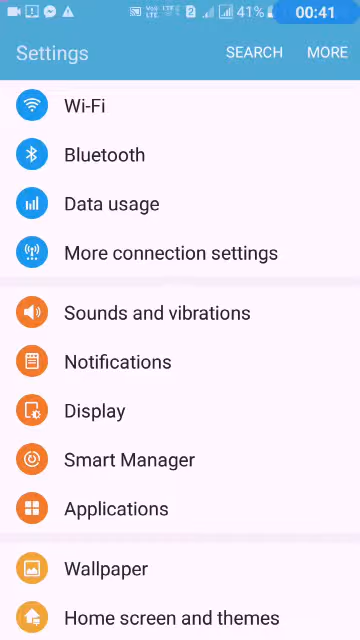 41% 00:41
Settings SEARCH MORE
Wi-Fi
Bluetooth
Data usage
More connection settings
Sounds and vibrations
Notifications
Display
Smart Manager
Applications
Wallpaper
Home screen and themes